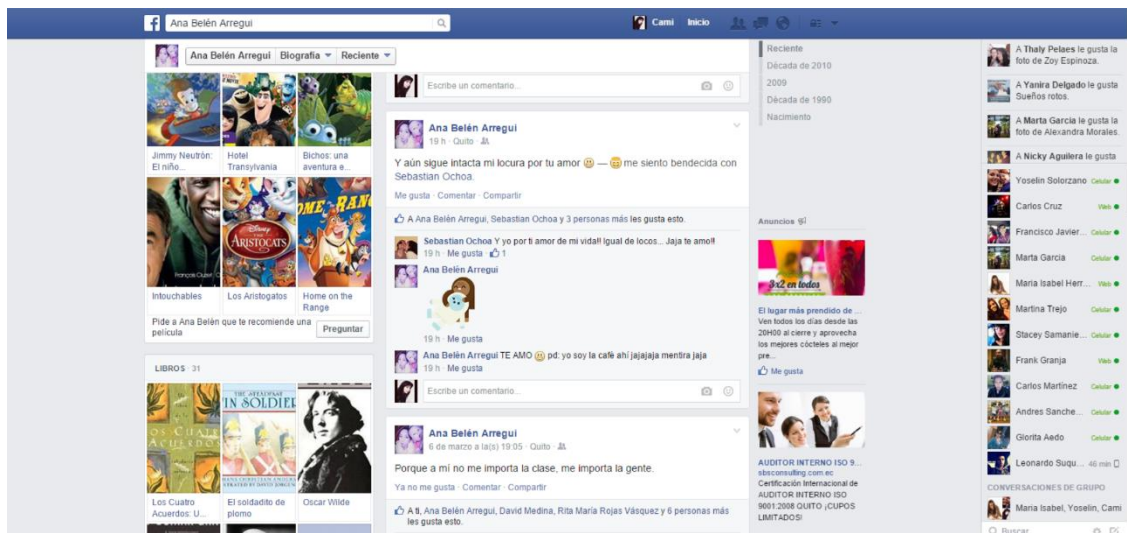 Ana Belén Arregui
Cami Inicio
Ana Belén Arregui Biografía Reciente
Jimmy Neutrón:
El niño...
Hotel
Transylvania
Bichos: una
aventura e...
ARISTOCATS
HOME RANGE
Intouchables
Los Aristogatos
Home on the
Range
Pide a Ana Belén que te recomiende una
película
Preguntar
LIBROS · 31
OS CUATR
ACUERDOS
THE STEADFAST
TIN SOLDIER
Los Cuatro
Acuerdos: U...
El soldadito de
plomo
Oscar Wilde
Escribe un comentario...
Ana Belén Arregui
19 h · Quito ·
Y aún sigue intacta mi locura por tu amor — me siento bendecida con
Sebastian Ochoa.
Me gusta · Comentar · Compartir
A Ana Belén Arregui, Sebastian Ochoa y 3 personas más les gusta esto.
Sebastian Ochoa Y yo por ti amor de mi vida!! Igual de locos... Jaja te amo!!
19 h · Me gusta · 1
Ana Belén Arregui
19 h · Me gusta
Ana Belén Arregui TE AMO pd: yo soy la café ahí jajajaja mentira jaja
19 h · Me gusta
Escribe un comentario...
Ana Belén Arregui
6 de marzo a la(s) 19:05 · Quito ·
Porque a mi no me importa la clase, me importa la gente.
Ya no me gusta · Comentar · Compartir
A ti, Ana Belén Arregui, David Medina, Rita María Rojas Vásquez y 6 personas más
les gusta esto.
Reciente
Década de 2010
2009
Década de 1990
Nacimiento
Anuncios
3x2 en todos
El lugar más prendido de ...
Ven todos los días desde las
20H00 al cierre y aprovecha
los mejores cócteles al mejor
pre...
Me gusta
AUDITOR INTERNO ISO 9...
sbsconsulting.com.ec
Certificación Internacional de
AUDITOR INTERNO ISO
9001:2008 QUITO ¡CUPOS
LIMITADOS!
A Thaly Pelaes le gusta la
foto de Zoy Espinoza.
A Yanira Delgado le gusta
Sueños rotos.
A Marta Garcia le gusta la
foto de Alexandra Morales.
A Nicky Aguilera le gusta
Yoselin Solorzano Celular
Carlos Cruz Web
Francisco Javier... Celular
Marta Garcia Celular
Maria Isabel Herr... Web
Martina Trejo Celular
Stacey Samanie... Celular
Frank Granja Web
Carlos Martínez Celular
Andres Sanche... Celular
Glorita Aedo Celular
Leonardo Suqu... 46 min
CONVERSACIONES DE GRUPO
Maria Isabel, Yoselin, Cami
Buscar